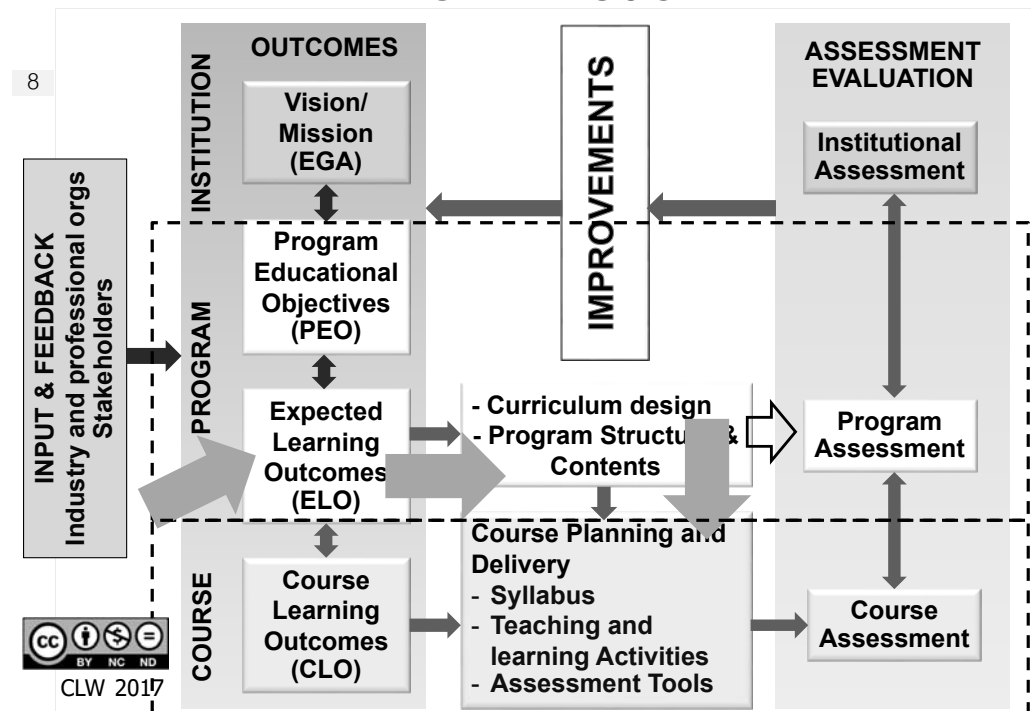 8
INPUT & FEEDBACK
Industry and professional orgs
Stakeholders
OUTCOMES
INSTITUTION
Vision/
Mission
(EGA)
PROGRAM
Program
Educational
Objectives
(PEO)
Expected
Learning
Outcomes
(ELO)
COURSE
Course
Learning
Outcomes
(CLO)
IMPROVEMENTS
- Curriculum design
- Program Structure &
Contents
Course Planning and
Delivery
- Syllabus
- Teaching and
learning Activities
- Assessment Tools
ASSESSMENT
EVALUATION
Institutional
Assessment
Program
Assessment
Course
Assessment
cc
BY NC ND
CLW 2017